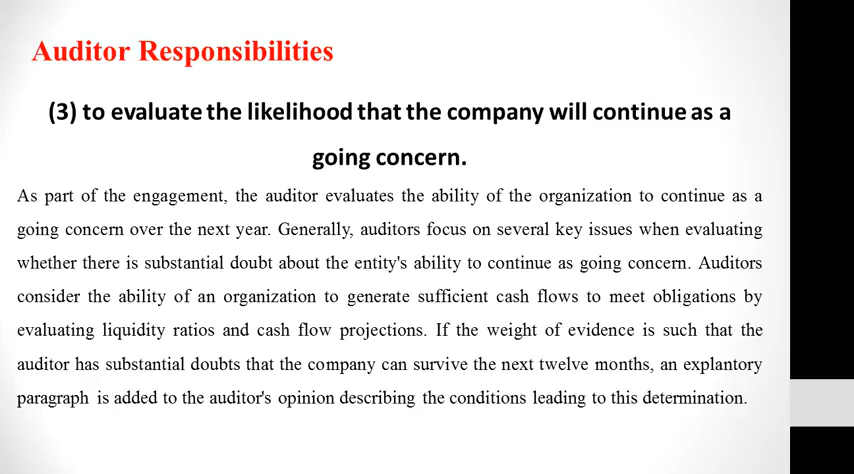 Auditor Responsibilities
(3) to evaluate the likelihood that the company will continue as a
going concern.
As part of the engagement, the auditor evaluates the ability of the organization to continue as a
going concern over the next year. Generally, auditors focus on several key issues when evaluating
whether there is substantial doubt about the entity's ability to continue as going concern. Auditors
consider the ability of an organization to generate sufficient cash flows to meet obligations by
evaluating liquidity ratios and cash flow projections. If the weight of evidence is such that the
auditor has substantial doubts that the company can survive the next twelve months, an explantory
paragraph is added to the auditor's opinion describing the conditions leading to this determination.